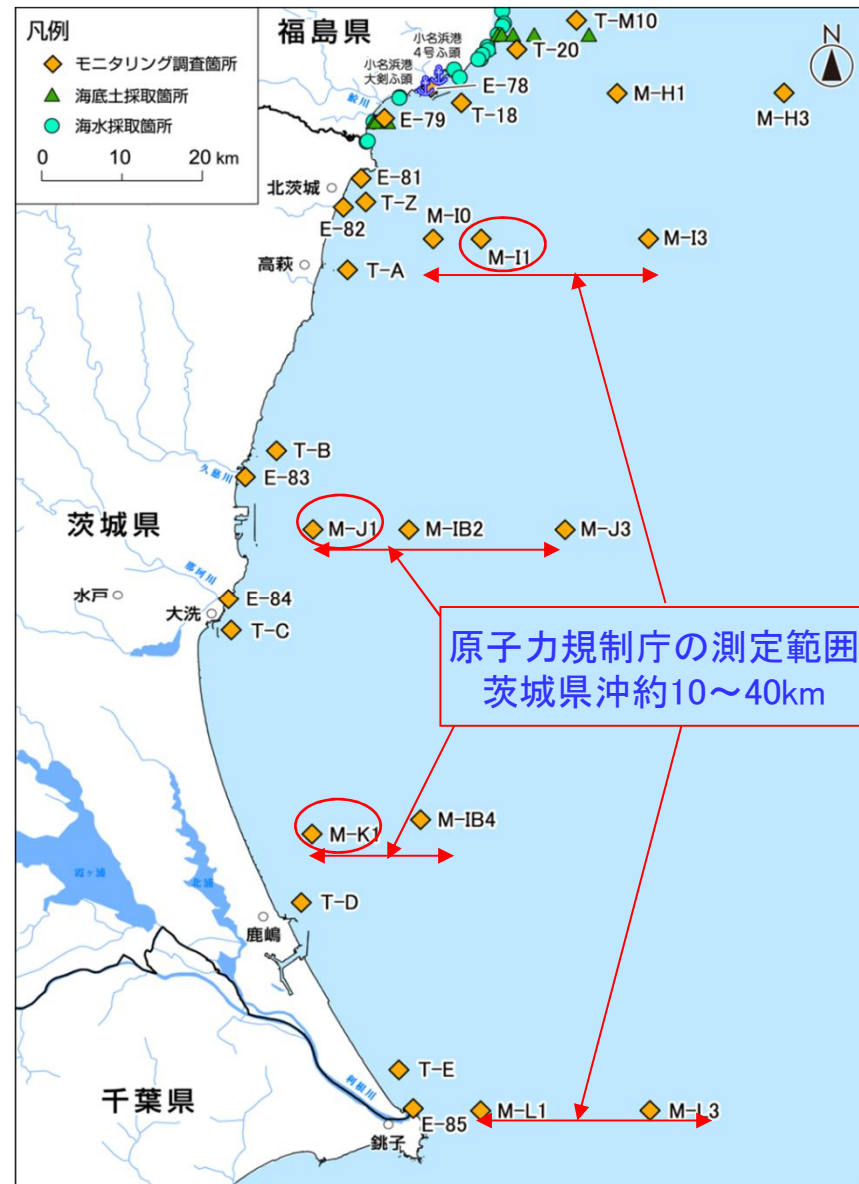 凡例
モニタリング調査箇所
海底土採取箇所
海水採取箇所
0 10 20 km
福島県
小名浜港
4号ふ頭
小名浜港
大剣ふ頭
鮫川
N
T-M10
T-20
E-78
T-18
E-79
M-H1
M-H3
E-81
北茨城
T-Z
E-82
M-I0
M-I1
M-I3
高萩
T-A
T-B
久慈川
E-83
茨城県
M-J1
M-IB2
M-J3
那珂川
水戸
E-84
大洗
T-C
原子力規制庁の測定範囲
茨城県沖約10～40km
M-IB4
M-K1
霞ヶ浦
北浦
T-D
鹿嶋
T-E
千葉県
利根川
E-85
M-L1
M-L3
銚子